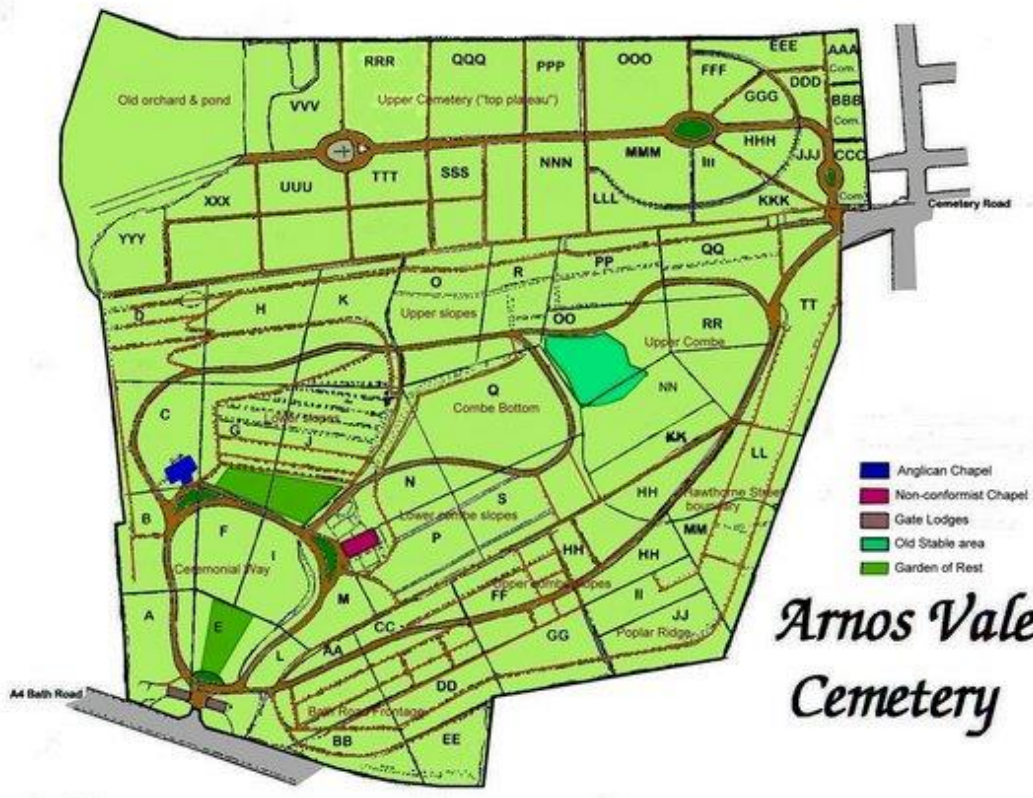 EEE
AAA
RRR
QQQ
PPP
OOO
FFF
Com.
DDD
Old orchard & pond
VVV
Upper Cemetery ("top plateau")
GGG
BBB
Com.
HHH
MMM
III
JJJ
CCC
NNN
SSS
TTT
UUU
XXX
LLL
KKK
Com.
Cemetery Road
YYY
QQ
PP
R
O
K
H
D
TT
Upper slopes
OO
RR
Upper Combe
Q
NN
Combe Bottom
C
Lower slopes
G
J
KK
LL
Anglican Chapel
N
HH
Hawthorne Street
boundary
S
Non-conformist Chapel
B
F
Lower combe slopes
Gate Lodges
MM
P
Old Stable area
I
HH
HH
Ceremonial Way
Upper combe slopes
Garden of Rest
M
FF
II
A
E
CC
JJ
GG
Poplar Ridge
Arnos Vale
Cemetery
L
AA
DD
A4 Bath Road
Bath Road Frontage
BB
EE